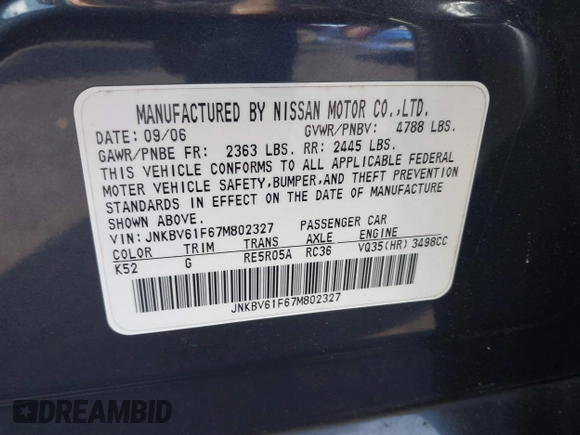 MANUFACTURED BY NISSAN MOTOR CO.,LTD.
DATE: 09/06 GVWR/PNBV: 4788 LBS.
GAWR/PNBE FR: 2363 LBS. RR: 2445 LBS.
THIS VEHICLE CONFORMS TO ALL APPLICABLE FEDERAL
MOTER VEHICLE SAFETY,BUMPER,AND THEFT PREVENTION
STANDARDS IN EFFECT ON THE DATE OF MANUFACTURE
SHOWN ABOVE.
VIN: JNKBV61F67M802327 PASSENGER CAR
COLOR TRIM TRANS AXLE ENGINE
K52 G RE5R05A RC36 VQ35(HR) 3498CC
JNKBV61F67M802327
DREAMBID